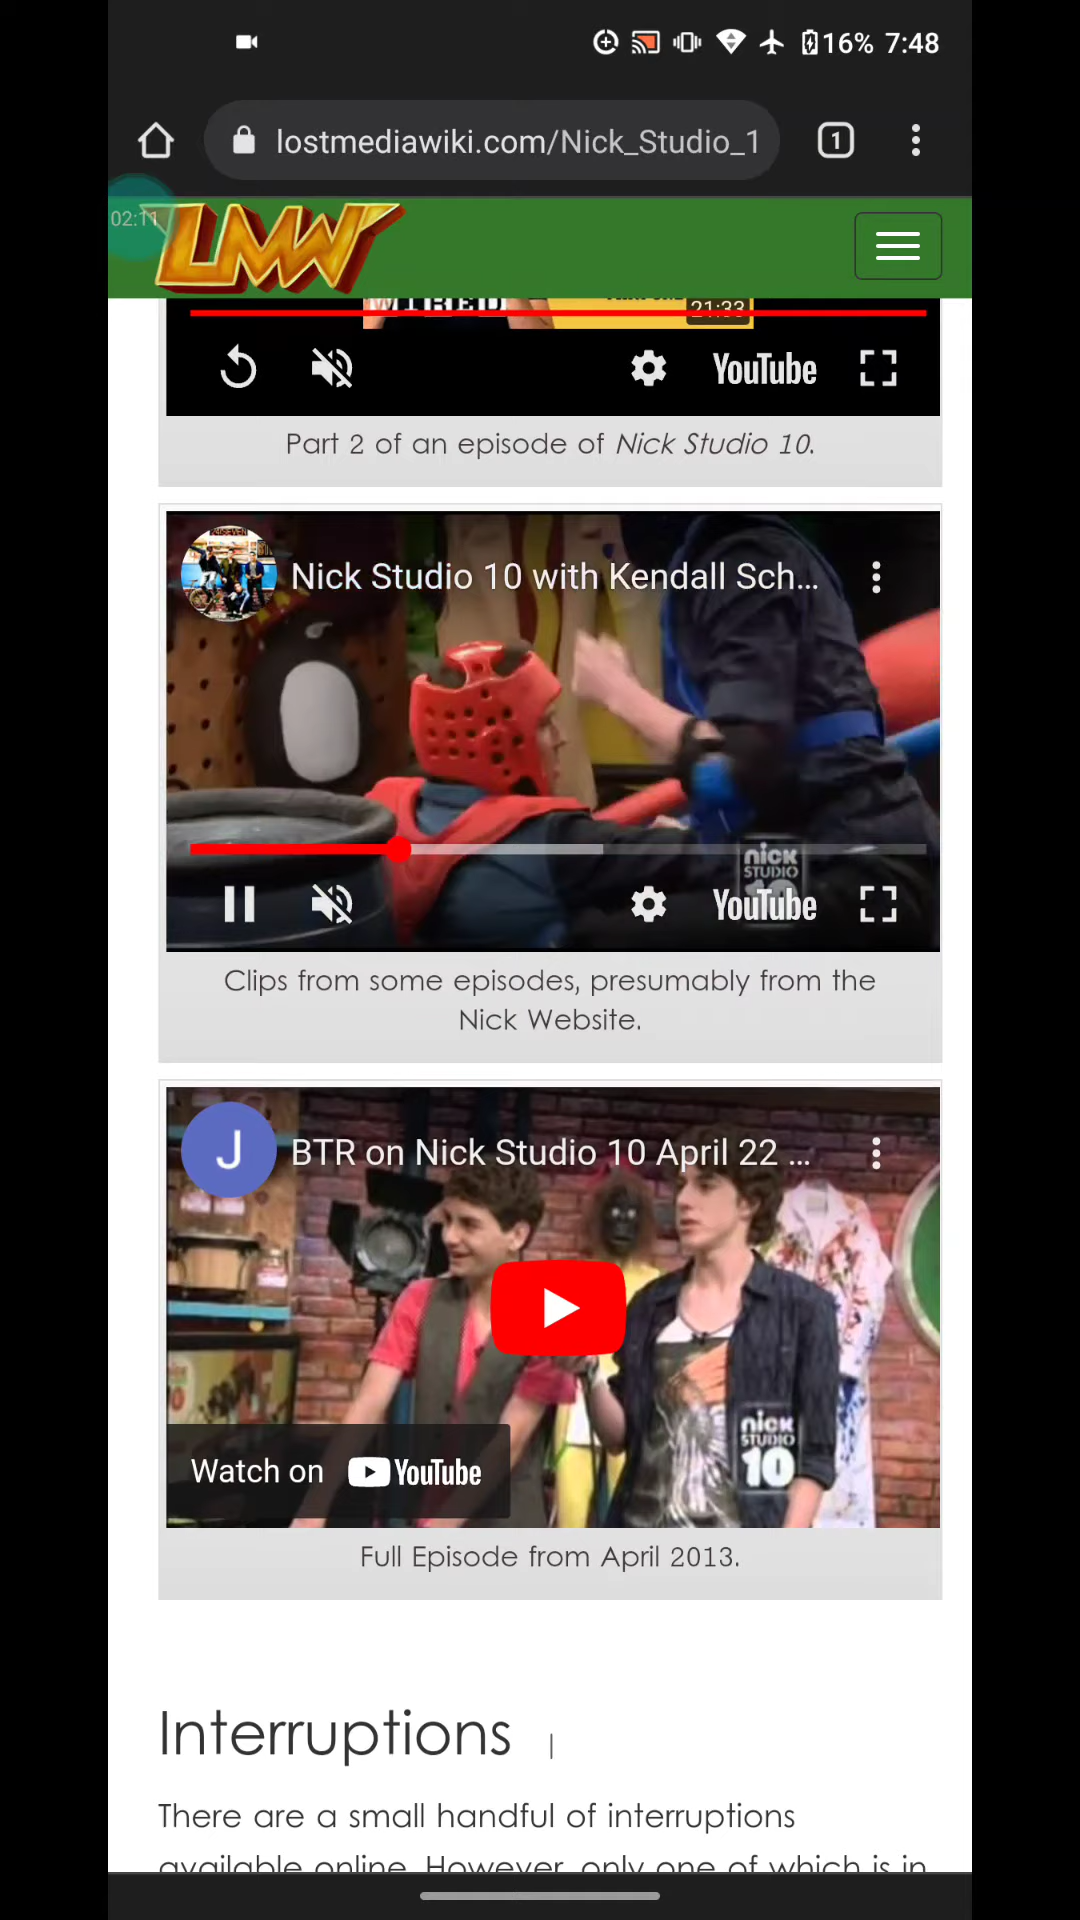 16% 7:48
lostmediawiki.com/Nick_Studio_1
1
02:11
LMW
WIRED
21:33
YouTube
Part 2 of an episode of Nick Studio 10.
Nick Studio 10 with Kendall Sch...
nick
STUDIO
10
YouTube
Clips from some episodes, presumably from the
Nick Website.
J
BTR on Nick Studio 10 April 22 ...
nick
STUDIO
10
Watch on YouTube
Full Episode from April 2013.
Interruptions |
There are a small handful of interruptions
available online. However, only one of which is in